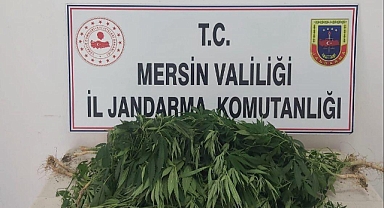 T.C.
MERSİN VALİLİĞİ
İL JANDARMA KOMUTANLIĞI